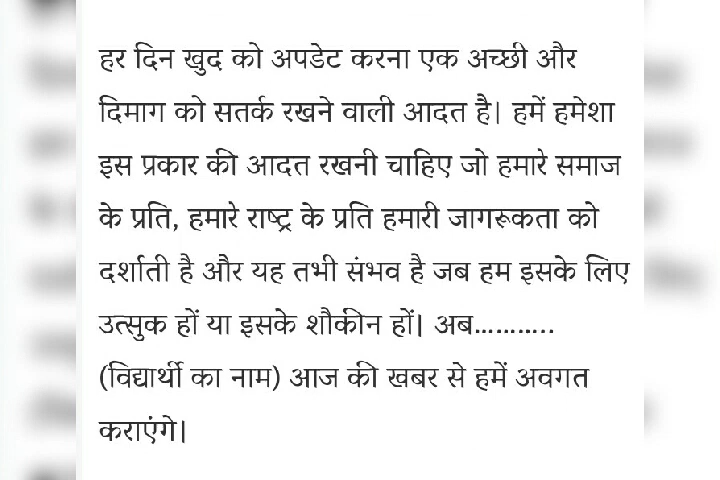 हर दिन खुद को अपडेट करना एक अच्छी और
दिमाग को सतर्क रखने वाली आदत है। हमें हमेशा
इस प्रकार की आदत रखनी चाहिए जो हमारे समाज
के प्रति, हमारे राष्ट्र के प्रति हमारी जागरूकता को
दर्शाती है और यह तभी संभव है जब हम इसके लिए
उत्सुक हों या इसके शौकीन हों। अब...........
(विद्यार्थी का नाम) आज की खबर से हमें अवगत
कराएंगे।